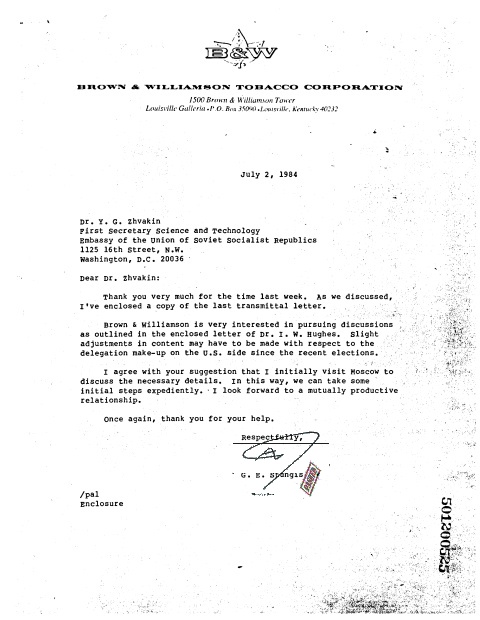 B&W
BROWN & WILLIAMSON TOBACCO CORPORATION
1500 Brown & Williamson Tower
Louisville Galleria • P.O. Box 35090 • Louisville, Kentucky 40232
July 2, 1984
Dr. Y. G. Zhvakin
First Secretary Science and Technology
Embassy of the Union of Soviet Socialist Republics
1125 16th Street, N.W.
Washington, D.C. 20036
Dear Dr. Zhvakin:
Thank you very much for the time last week. As we discussed,
I've enclosed a copy of the last transmittal letter.
Brown & Williamson is very interested in pursuing discussions
as outlined in the enclosed letter of Dr. I. W. Hughes. Slight
adjustments in content may have to be made with respect to the
delegation make-up on the U.S. side since the recent elections.
I agree with your suggestion that I initially visit Moscow to
discuss the necessary details. In this way, we can take some
initial steps expediently. I look forward to a mutually productive
relationship.
Once again, thank you for your help.
Respectfully,
G. E.
/pal
Enclosure
501200525